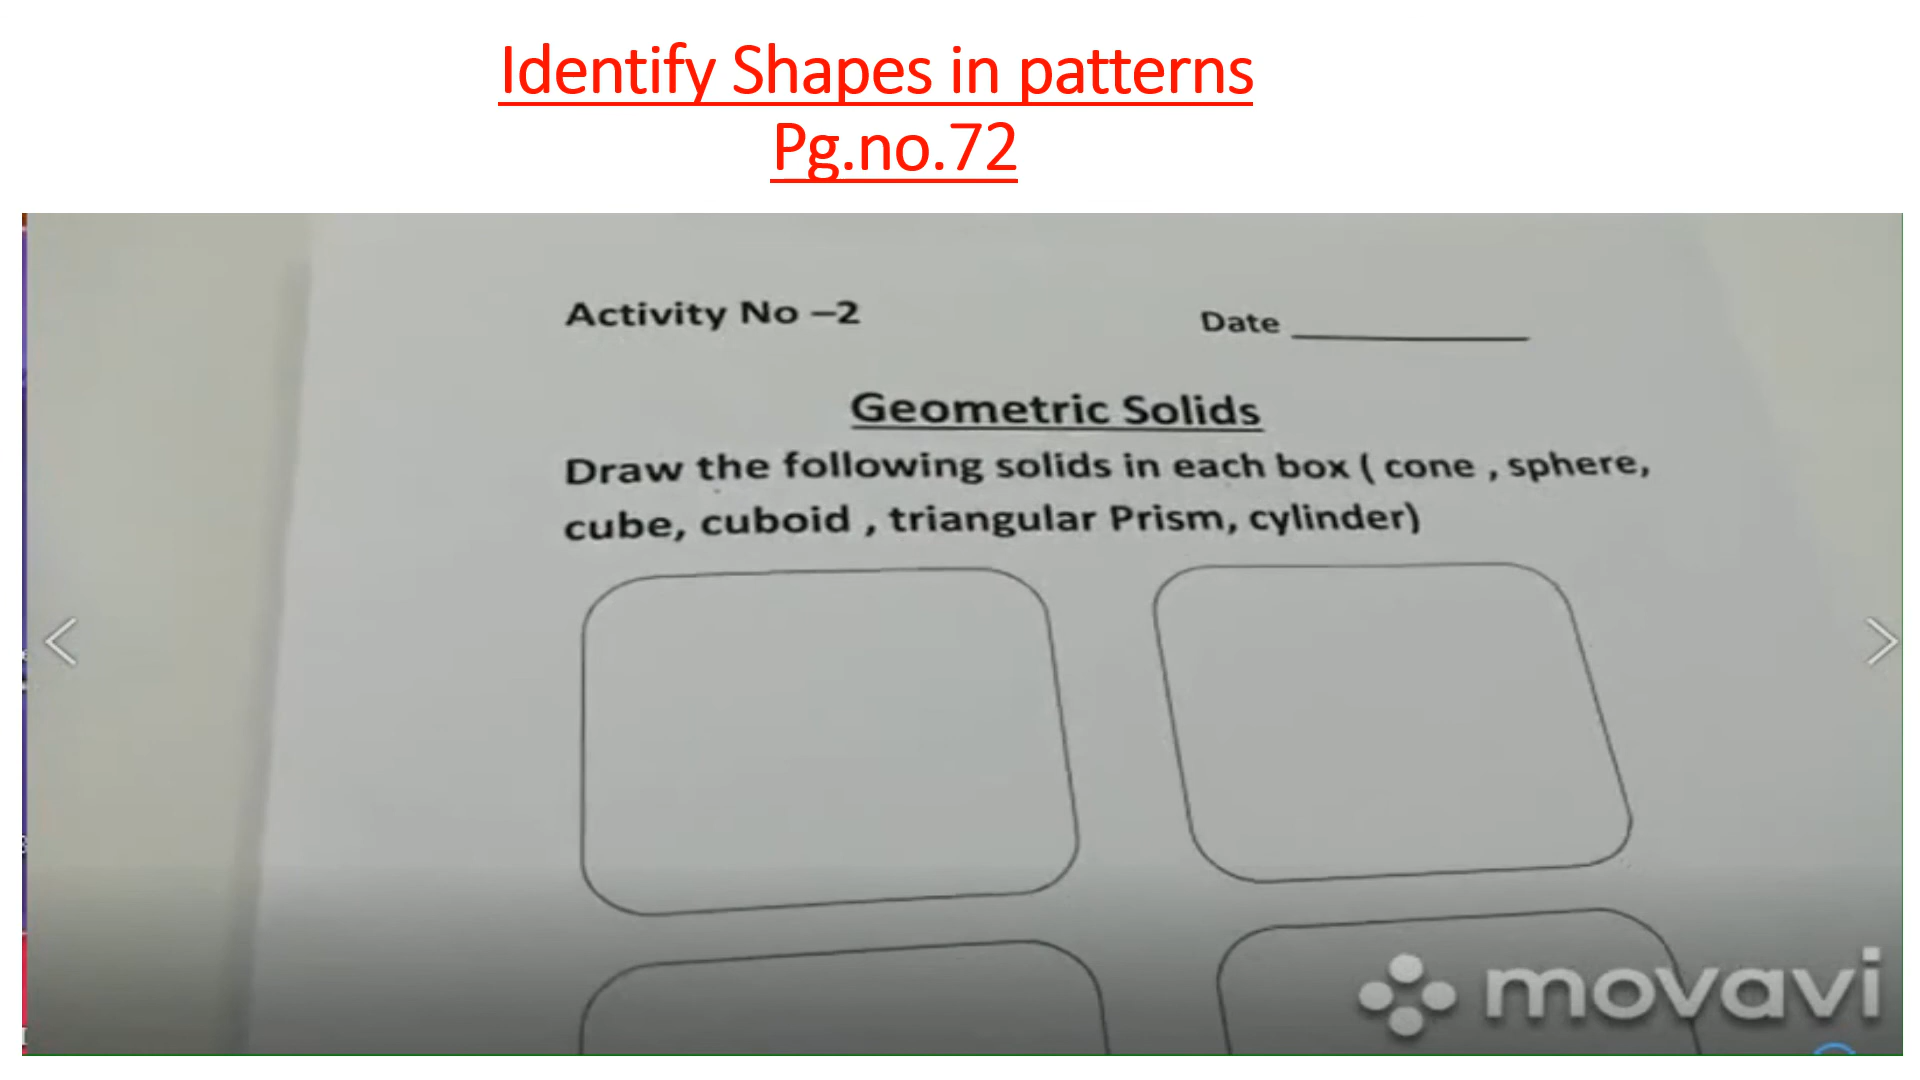 Identify Shapes in patterns
Pg.no.72
Activity No –2
Date
Geometric Solids
Draw the following solids in each box ( cone , sphere,
cube, cuboid , triangular Prism, cylinder)
movavi